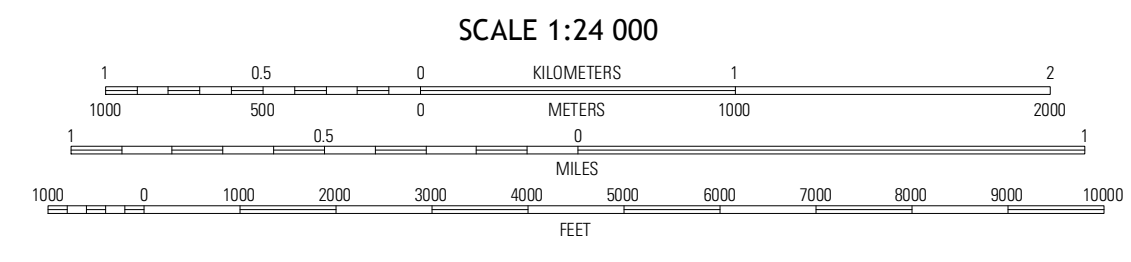 SCALE 1:24 000
1 0.5 0 KILOMETERS 1 2
1000 500 0 METERS 1000 2000
1 0.5 0 1
MILES
1000 0 1000 2000 3000 4000 5000 6000 7000 8000 9000 10000
FEET